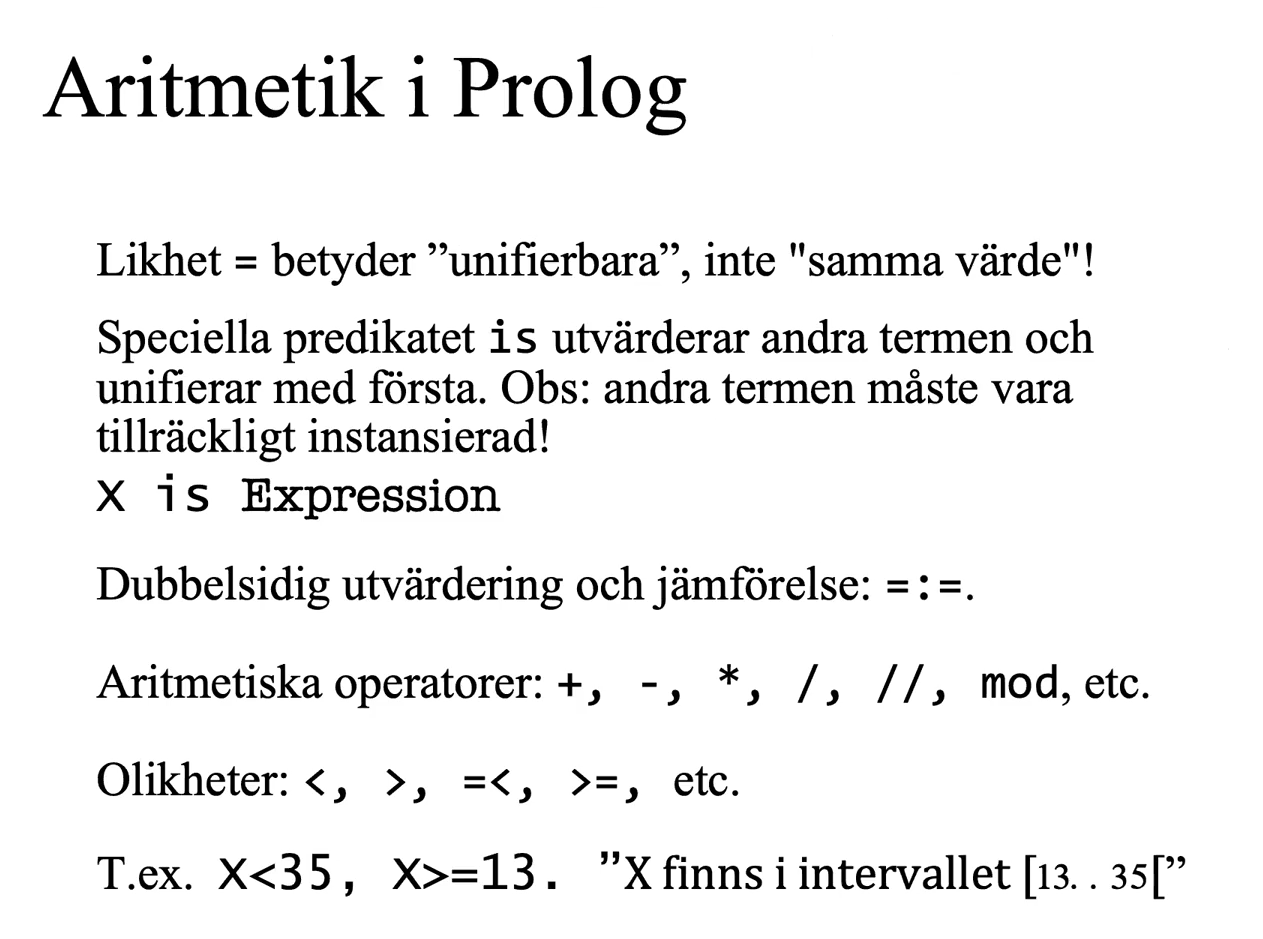 Aritmetik i Prolog
Likhet = betyder ”unifierbara”, inte "samma värde"!
Speciella predikatet is utvärderar andra termen och
unifierar med första. Obs: andra termen måste vara
tillräckligt instansierad!
X is Expression
Dubbelsidig utvärdering och jämförelse: =:=.
Aritmetiska operatorer: +, -, *, /, //, mod, etc.
Olikheter: <, >, =<, >=, etc.
T.ex. X<35, X>=13. ”X finns i intervallet [13. . 35[”